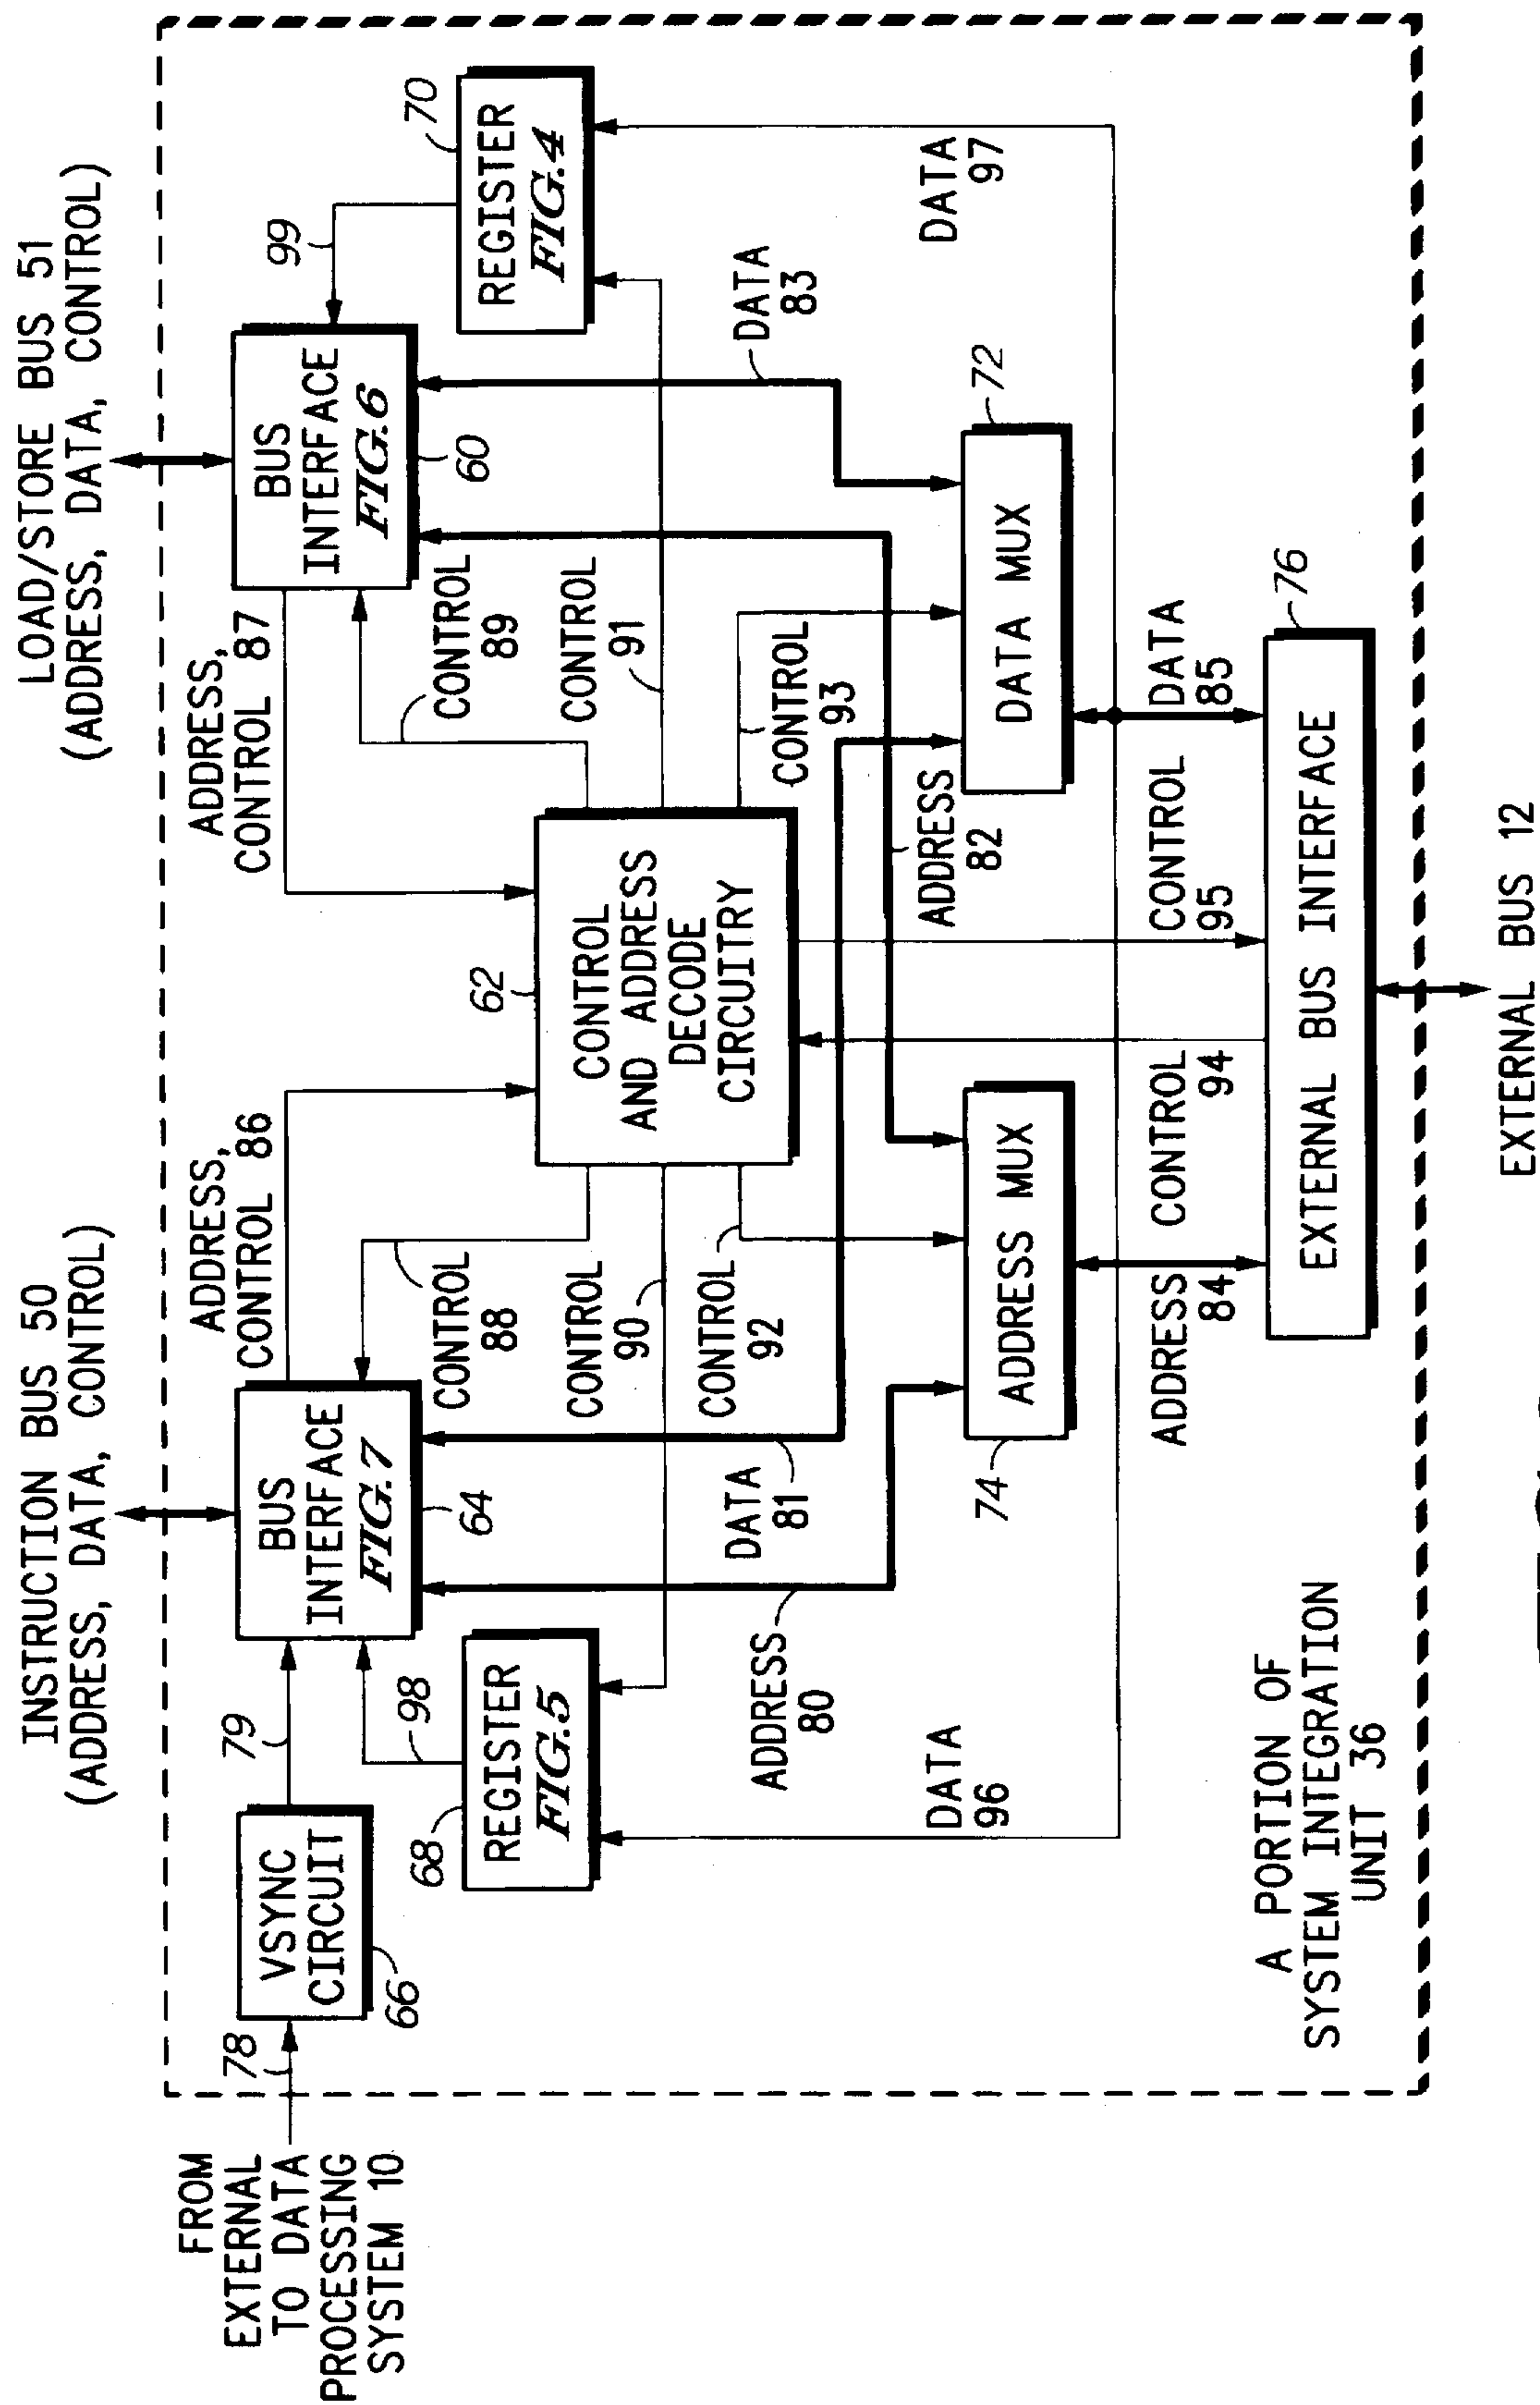 INSTRUCTION BUS 50
(ADDRESS, DATA, CONTROL)
LOAD/STORE BUS 51
(ADDRESS, DATA, CONTROL)
FROM
EXTERNAL
TO DATA
PROCESSING
SYSTEM 10
78
VSYNC
CIRCUIT
66
79
BUS
INTERFACE
FIG.7
64
ADDRESS,
CONTROL 86
ADDRESS,
CONTROL 87
BUS
INTERFACE
FIG.6
60
99
70
REGISTER
FIG.4
68
REGISTER
FIG.5
98
CONTROL
88
CONTROL
90
CONTROL
92
62
CONTROL
AND ADDRESS
DECODE
CIRCUITRY
CONTROL
89
CONTROL
91
CONTROL
93
DATA
83
ADDRESS
80
DATA
81
ADDRESS
82
DATA
96
DATA
97
74
ADDRESS MUX
DATA MUX
72
ADDRESS
84
CONTROL
94
CONTROL
95
DATA
85
EXTERNAL BUS INTERFACE
76
A PORTION OF
SYSTEM INTEGRATION
UNIT 36
EXTERNAL BUS 12